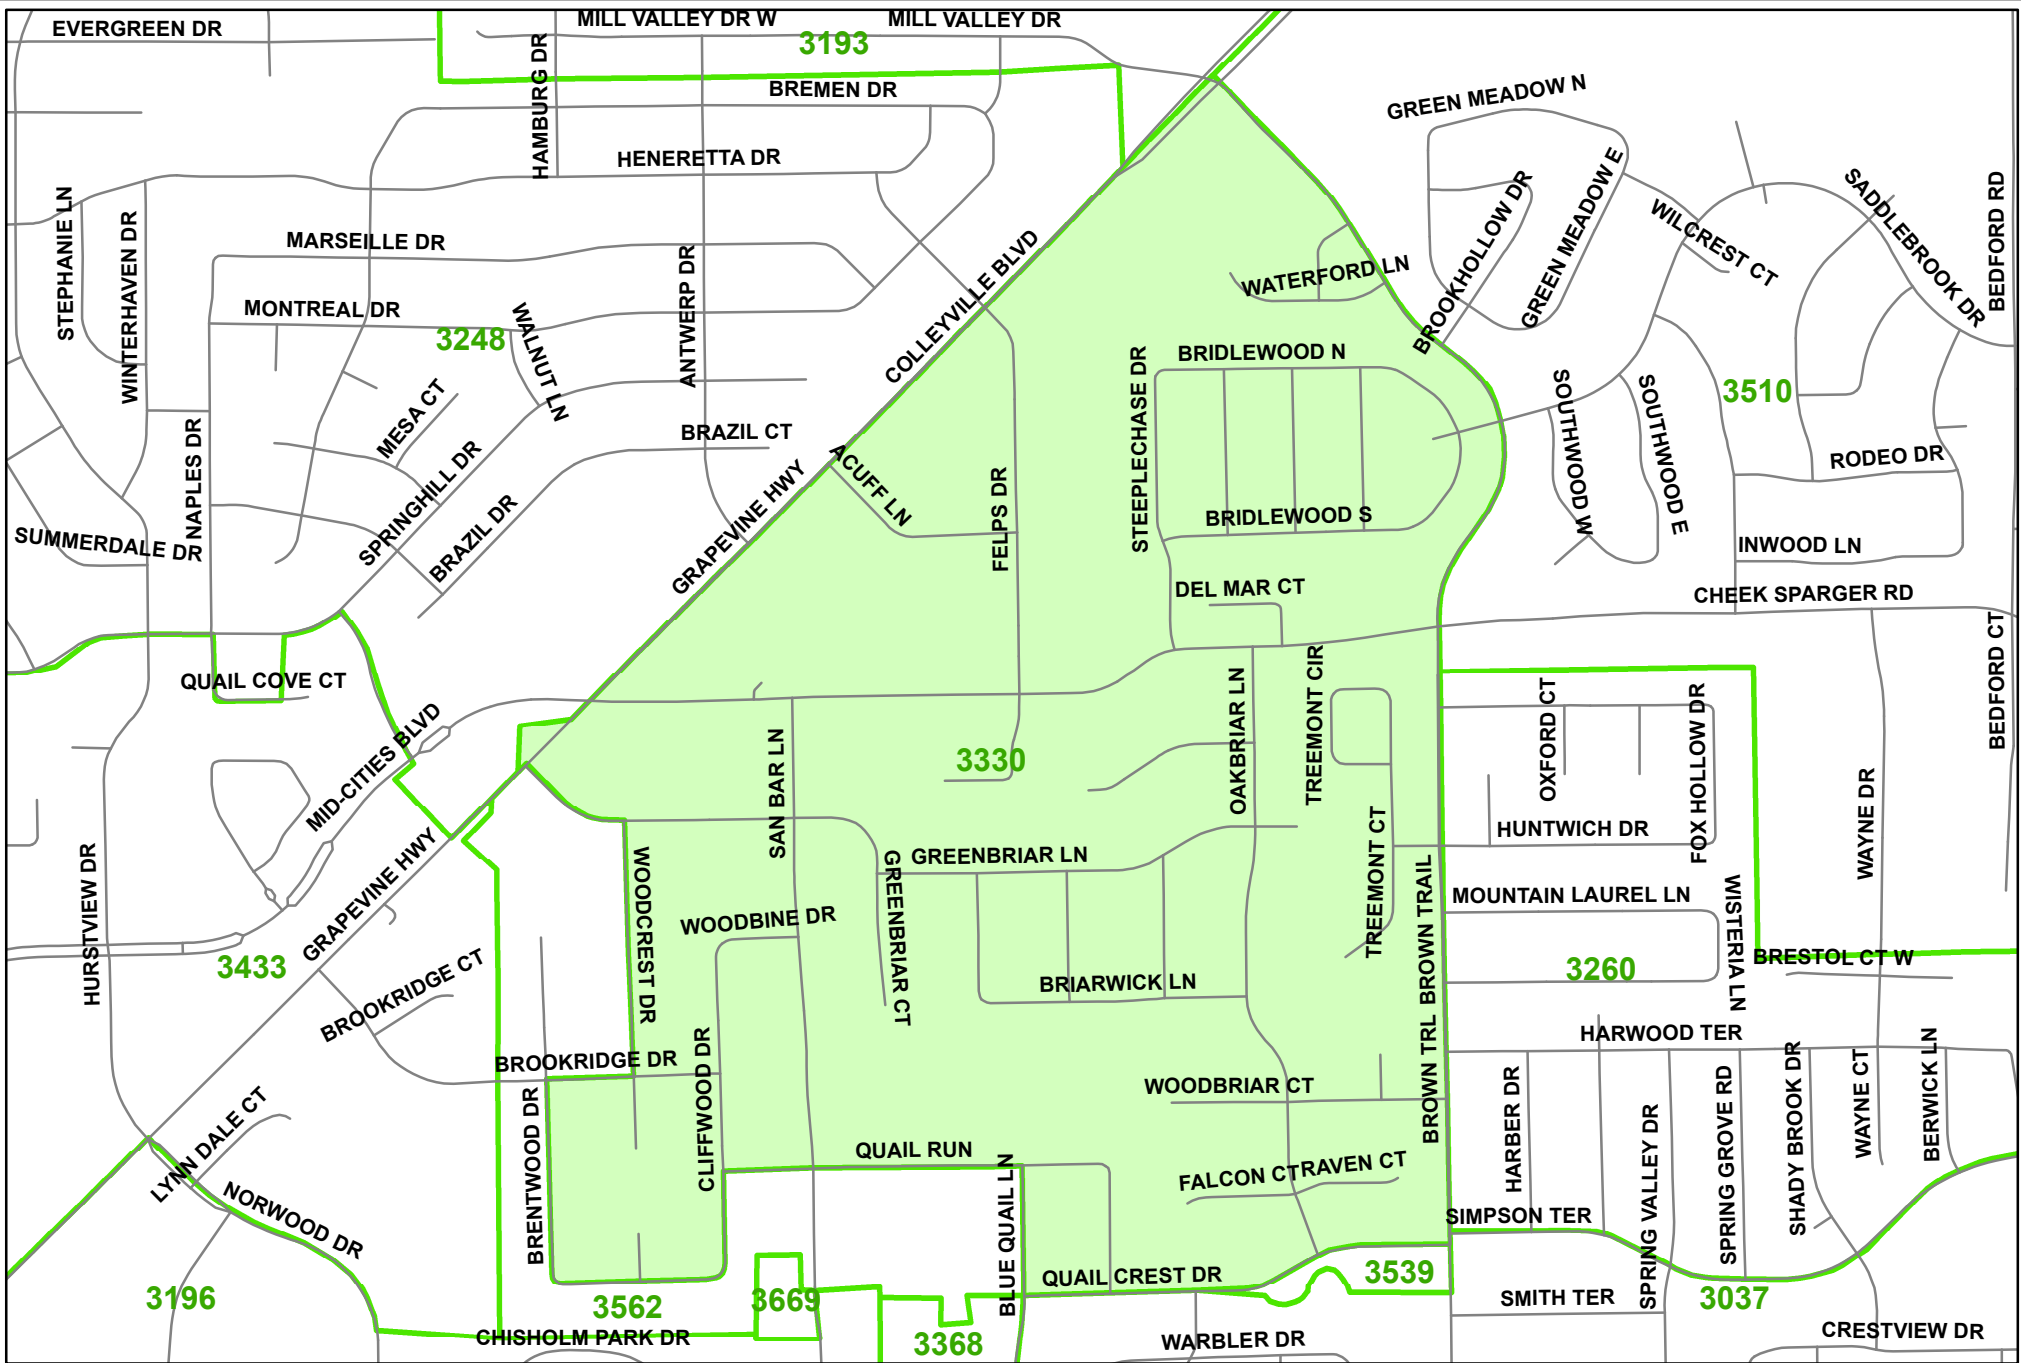 EVERGREEN DR
MILL VALLEY DR W
MILL VALLEY DR
3193
HAMBURG DR
BREMEN DR
HENERETTA DR
GREEN MEADOW N
GREEN MEADOW E
BROOKHOLLOW DR
WILCREST CT
SADDLEBROOK DR
BEDFORD RD
STEPHANIE LN
WINTERHAVEN DR
MARSEILLE DR
MONTREAL DR
3248
WALNUT LN
ANTWERP DR
COLLEYVILLE BLVD
WATERFORD LN
BRIDLEWOOD N
STEEPLECHASE DR
3510
SOUTHWOOD W
SOUTHWOOD E
MESA CT
NAPLES DR
SPRINGHILL DR
BRAZIL CT
BRAZIL DR
GRAPEVINE HWY
ACUFF LN
FELPS DR
BRIDLEWOOD S
RODEO DR
INWOOD LN
SUMMERDALE DR
DEL MAR CT
CHEEK SPARGER RD
BEDFORD CT
QUAIL COVE CT
MID-CITIES BLVD
SAN BAR LN
3330
OAKBRIAR LN
TREEMONT CIR
OXFORD CT
FOX HOLLOW DR
WAYNE DR
HUNTWICH DR
TREEMONT CT
GREENBRIAR LN
GREENBRIAR CT
HURSTVIEW DR
GRAPEVINE HWY
WOODCREST DR
WOODBINE DR
MOUNTAIN LAUREL LN
WISTERIA LN
BRESTOL CT W
3433
3260
BROOKRIDGE CT
BRIARWICK LN
BROWN TRL BROWN TRAIL
HARWOOD TER
BROOKRIDGE DR
BRENTWOOD DR
CLIFFWOOD DR
WOODBRIAR CT
HARBER DR
SPRING VALLEY DR
SPRING GROVE RD
SHADY BROOK DR
WAYNE CT
BERWICK LN
LYNN DALE CT
QUAIL RUN
BLUE QUAIL LN
FALCON CT
RAVEN CT
NORWOOD DR
SIMPSON TER
QUAIL CREST DR
3539
3196
3562
3669
3368
SMITH TER
3037
CHISHOLM PARK DR
WARBLER DR
CRESTVIEW DR